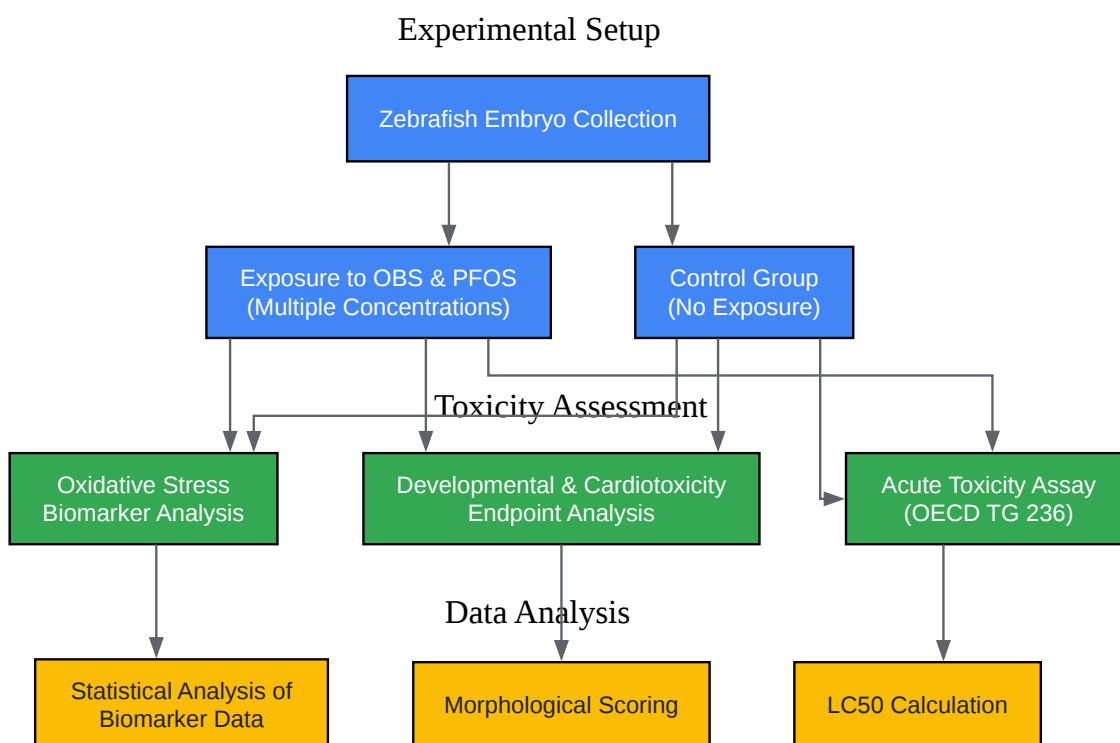 Experimental Setup
Zebrafish Embryo Collection
Exposure to OBS & PFOS
(Multiple Concentrations)
Control Group
(No Exposure)
Toxicity Assessment
Oxidative Stress
Biomarker Analysis
Developmental & Cardiotoxicity
Endpoint Analysis
Acute Toxicity Assay
(OECD TG 236)
Data Analysis
Statistical Analysis of
Biomarker Data
Morphological Scoring
LC50 Calculation